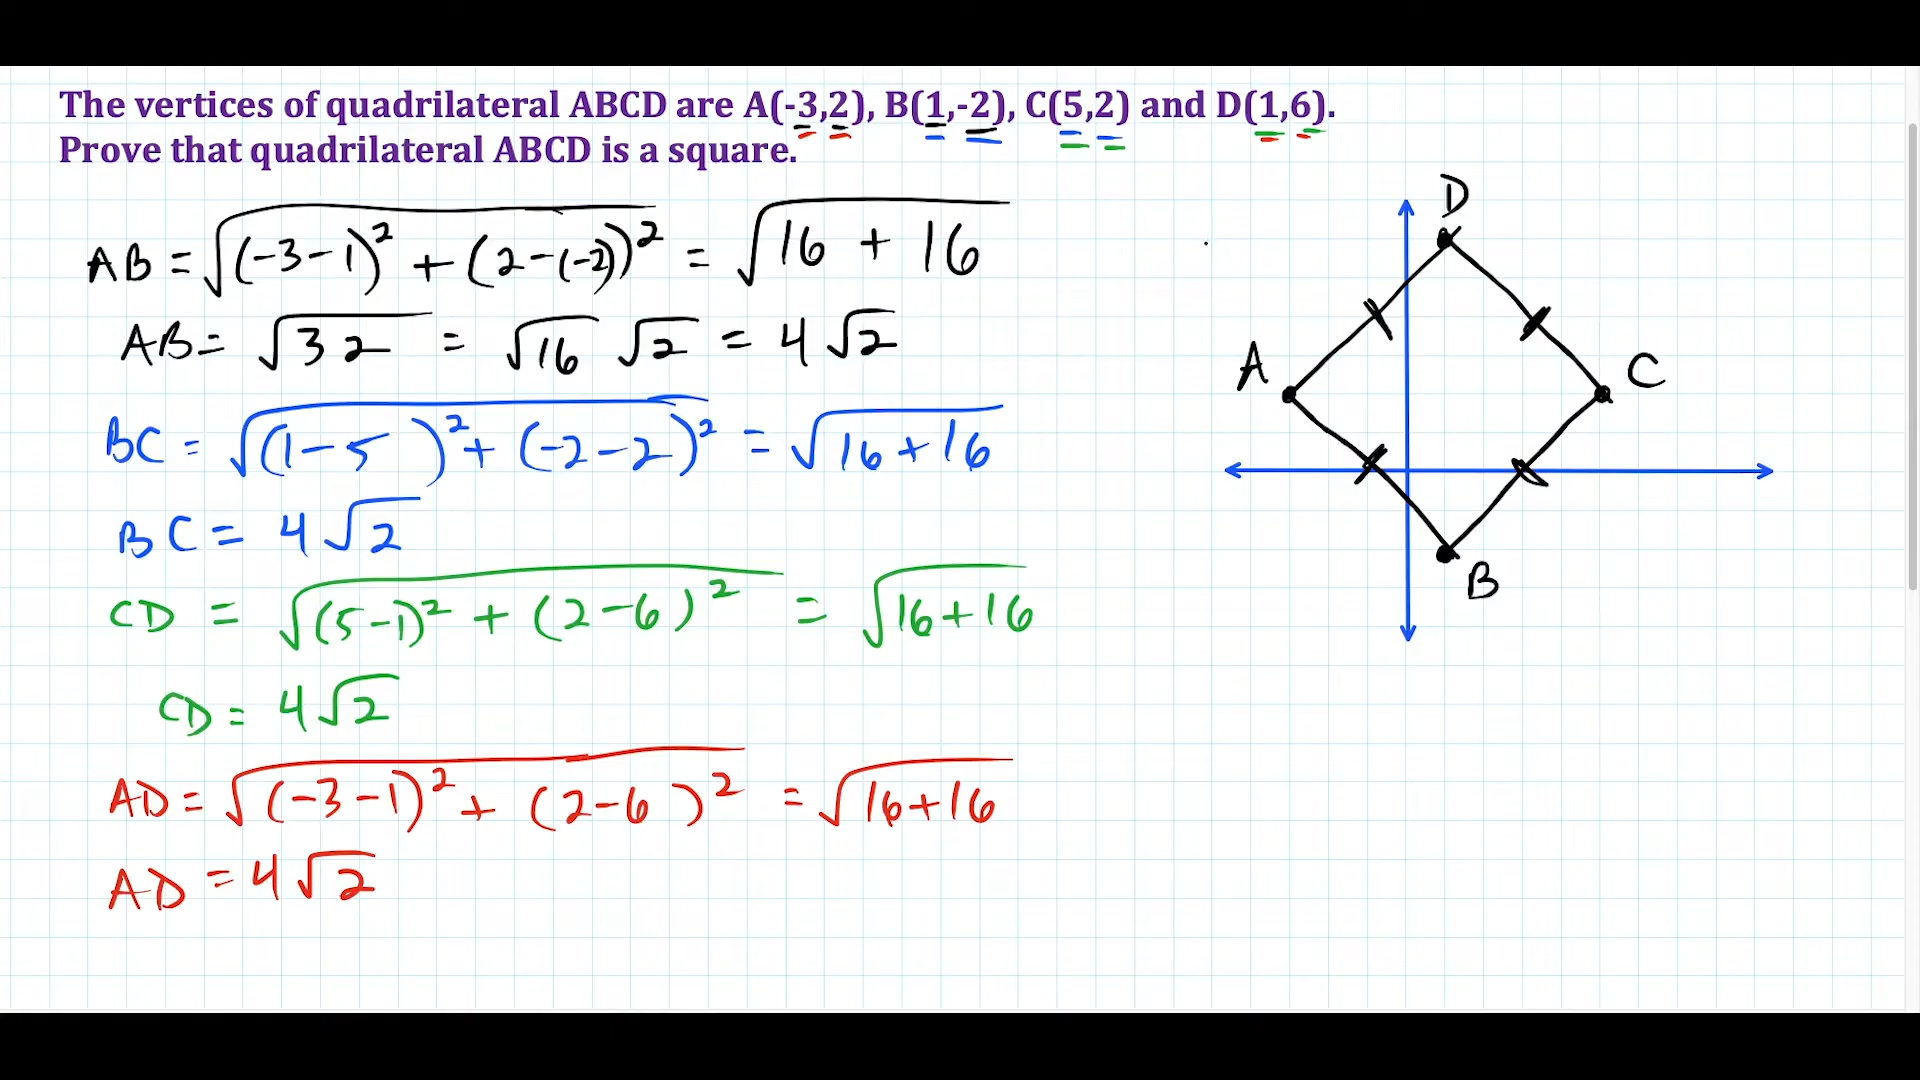 The vertices of quadrilateral ABCD are A(-3,2), B(1,-2), C(5,2) and D(1,6).
Prove that quadrilateral ABCD is a square.
AB = √((-3-1)² + (2-(-2))²) = √(16 + 16)
AB = √32 = √16 √2 = 4√2
BC = √((1-5)² + (-2-2)²) = √(16+16)
BC = 4√2
CD = √((5-1)² + (2-6)²) = √(16+16)
CD = 4√2
AD = √((-3-1)² + (2-6)²) = √(16+16)
AD = 4√2
D
A
C
B